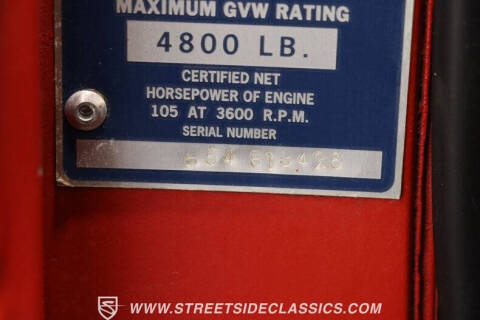 MAXIMUM GVW RATING
4800 LB.
CERTIFIED NET
HORSEPOWER OF ENGINE
105 AT 3600 R.P.M.
SERIAL NUMBER
WWW.STREETSIDECLASSICS.COM